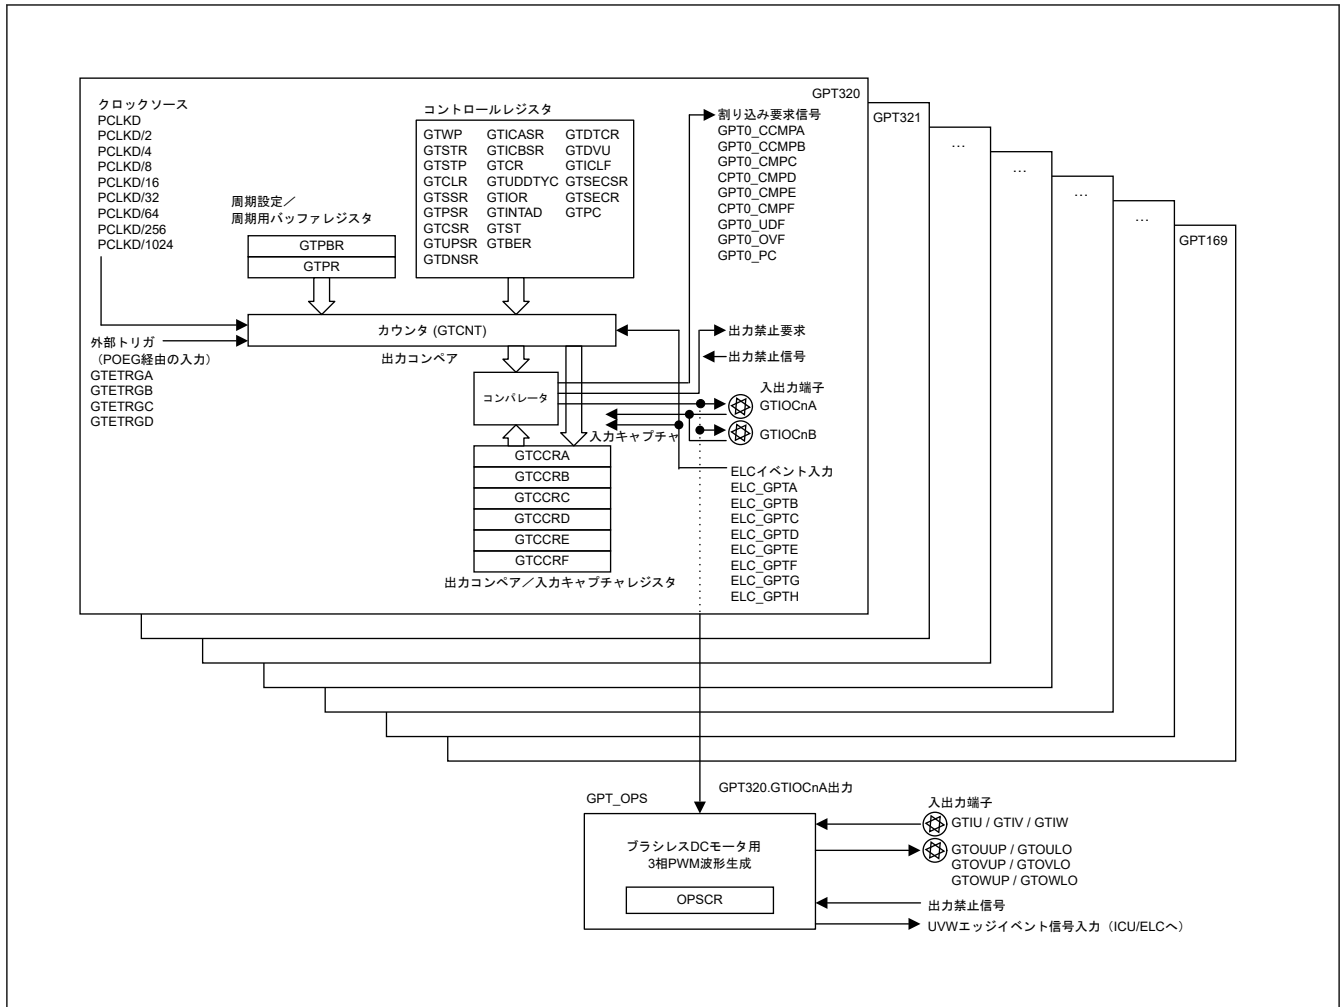 GPT320
クロックソース
PCLKD
PCLKD/2
PCLKD/4
PCLKD/8
PCLKD/16
PCLKD/32
PCLKD/64
PCLKD/256
PCLKD/1024
周期設定／
周期用バッファレジスタ
GTPBR
GTPR
コントロールレジスタ
GTWP GTICASR GTDTCR
GTSTR GTICBSR GTDVU
GTSTP GTCR GTICLF
GTCLR GTUDDTYC GTSECSR
GTSSR GTIOR GTSECR
GTPSR GTINTAD GTPC
GTCSR GTST
GTUPSR GTBER
GTDNSR
割り込み要求信号
GPT0_CCMPA
GPT0_CCMPB
GPT0_CMPC
CPT0_CMPD
GPT0_CMPE
CPT0_CMPF
GPT0_UDF
GPT0_OVF
GPT0_PC
GPT321
…
…
…
…
GPT169
カウンタ (GTCNT)
外部トリガ
（POEG経由の入力）
GTETRGA
GTETRGB
GTETRGC
GTETRGD
出力コンペア
コンパレータ
出力禁止要求
出力禁止信号
入出力端子
GTIOCnA
GTIOCnB
入力キャプチャ
GTCCRA
GTCCRB
GTCCRC
GTCCRD
GTCCRE
GTCCRF
出力コンペア／入力キャプチャレジスタ
ELCイベント入力
ELC_GPTA
ELC_GPTB
ELC_GPTC
ELC_GPTD
ELC_GPTE
ELC_GPTF
ELC_GPTG
ELC_GPTH
GPT320.GTIOCnA出力
GPT_OPS
ブラシレスDCモータ用
3相PWM波形生成
OPSCR
入出力端子
GTIU / GTIV / GTIW
GTOUUP / GTOULO
GTOVUP / GTOVLO
GTOWUP / GTOWLO
出力禁止信号
UVWエッジイベント信号入力（ICU/ELCへ）